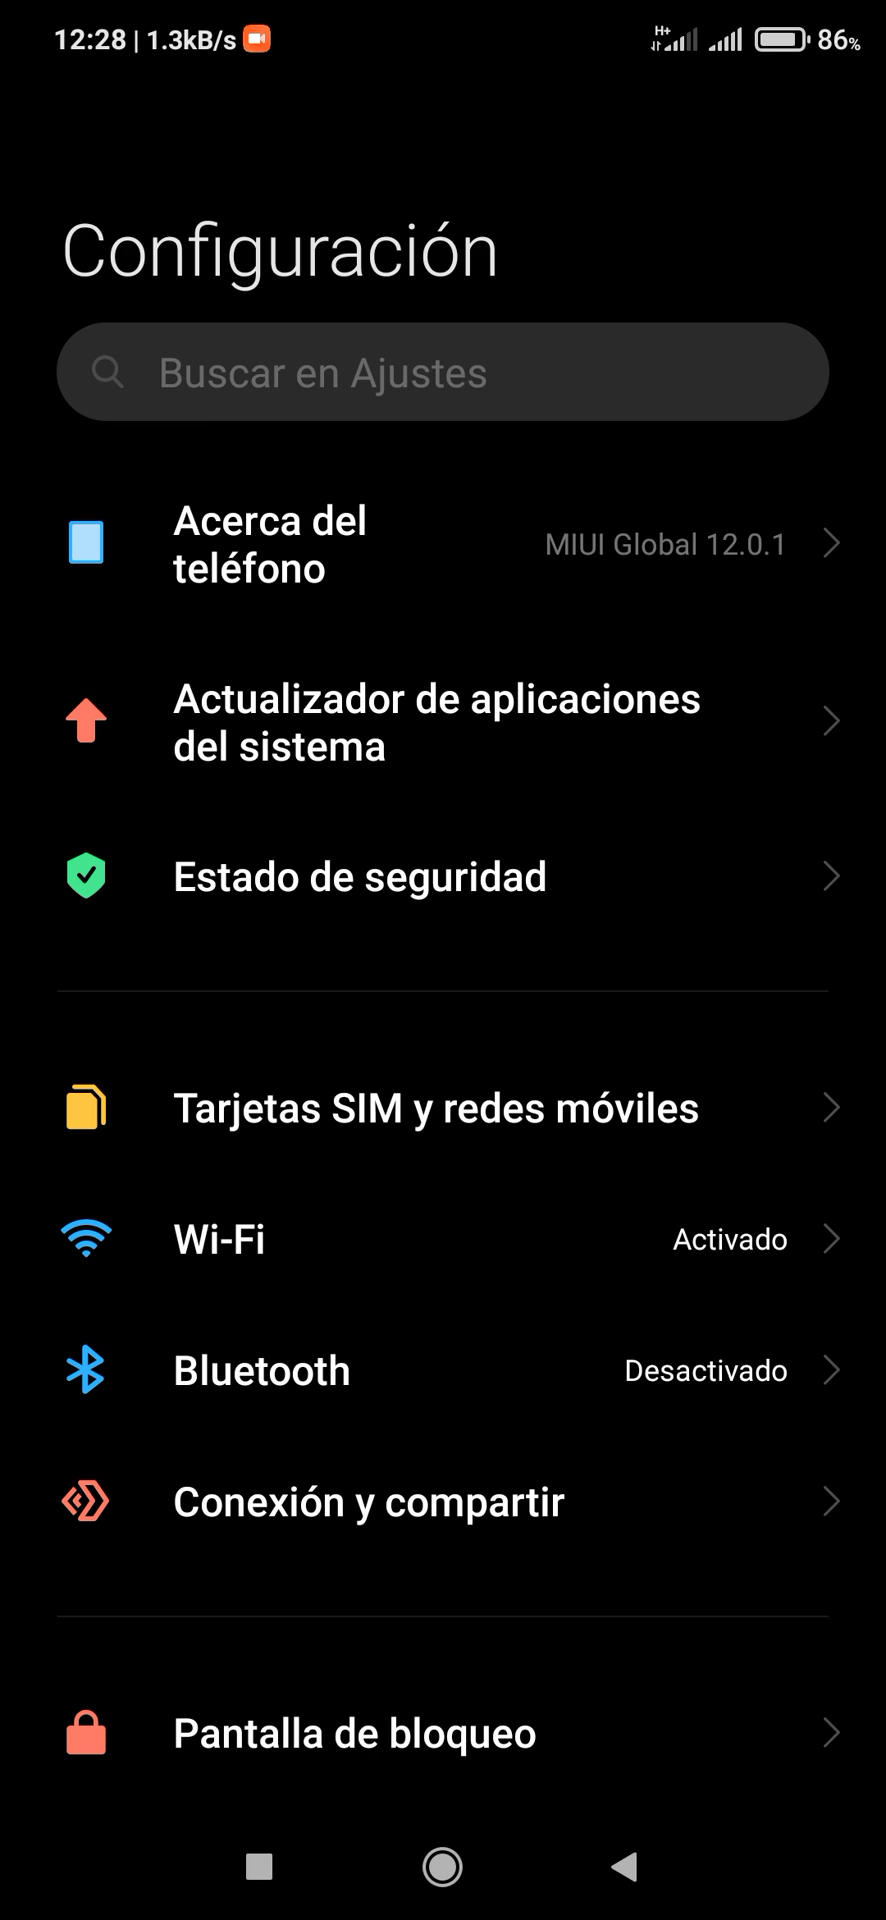 12:28 | 1.3kB/s H+ 86%
Configuración
Buscar en Ajustes
Acerca del
teléfono
MIUI Global 12.0.1
Actualizador de aplicaciones
del sistema
Estado de seguridad
Tarjetas SIM y redes móviles
Wi-Fi Activado
Bluetooth Desactivado
Conexión y compartir
Pantalla de bloqueo